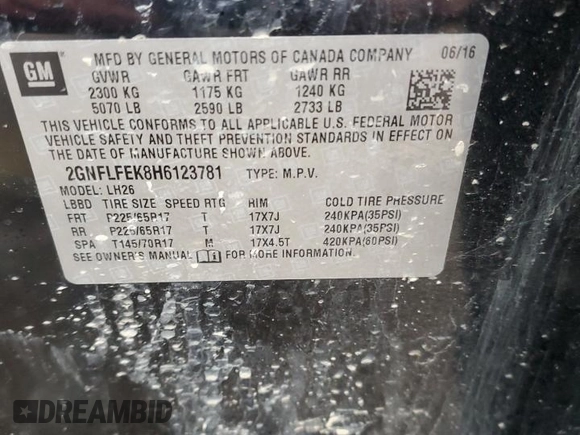 GM
MFD BY GENERAL MOTORS OF CANADA COMPANY 06/16
GVWR GAWR FRT GAWR RR
2300 KG 1175 KG 1240 KG
5070 LB 2590 LB 2733 LB
THIS VEHICLE CONFORMS TO ALL APPLICABLE U.S. FEDERAL MOTOR
VEHICLE SAFETY AND THEFT PREVENTION STANDARDS IN EFFECT ON
THE DATE OF MANUFACTURE SHOWN ABOVE.
2GNFLFEK8H6123781 TYPE: M.P.V.
MODEL: LH26
LBBD TIRE SIZE SPEED RTG RIM COLD TIRE PRESSURE
FRT P225/65R17 T 17X7J 240KPA(35PSI)
RR P225/65R17 T 17X7J 240KPA(35PSI)
SPA T145/70R17 M 17X4.5T 420KPA(60PSI)
SEE OWNER'S MANUAL FOR MORE INFORMATION.
DREAMBID